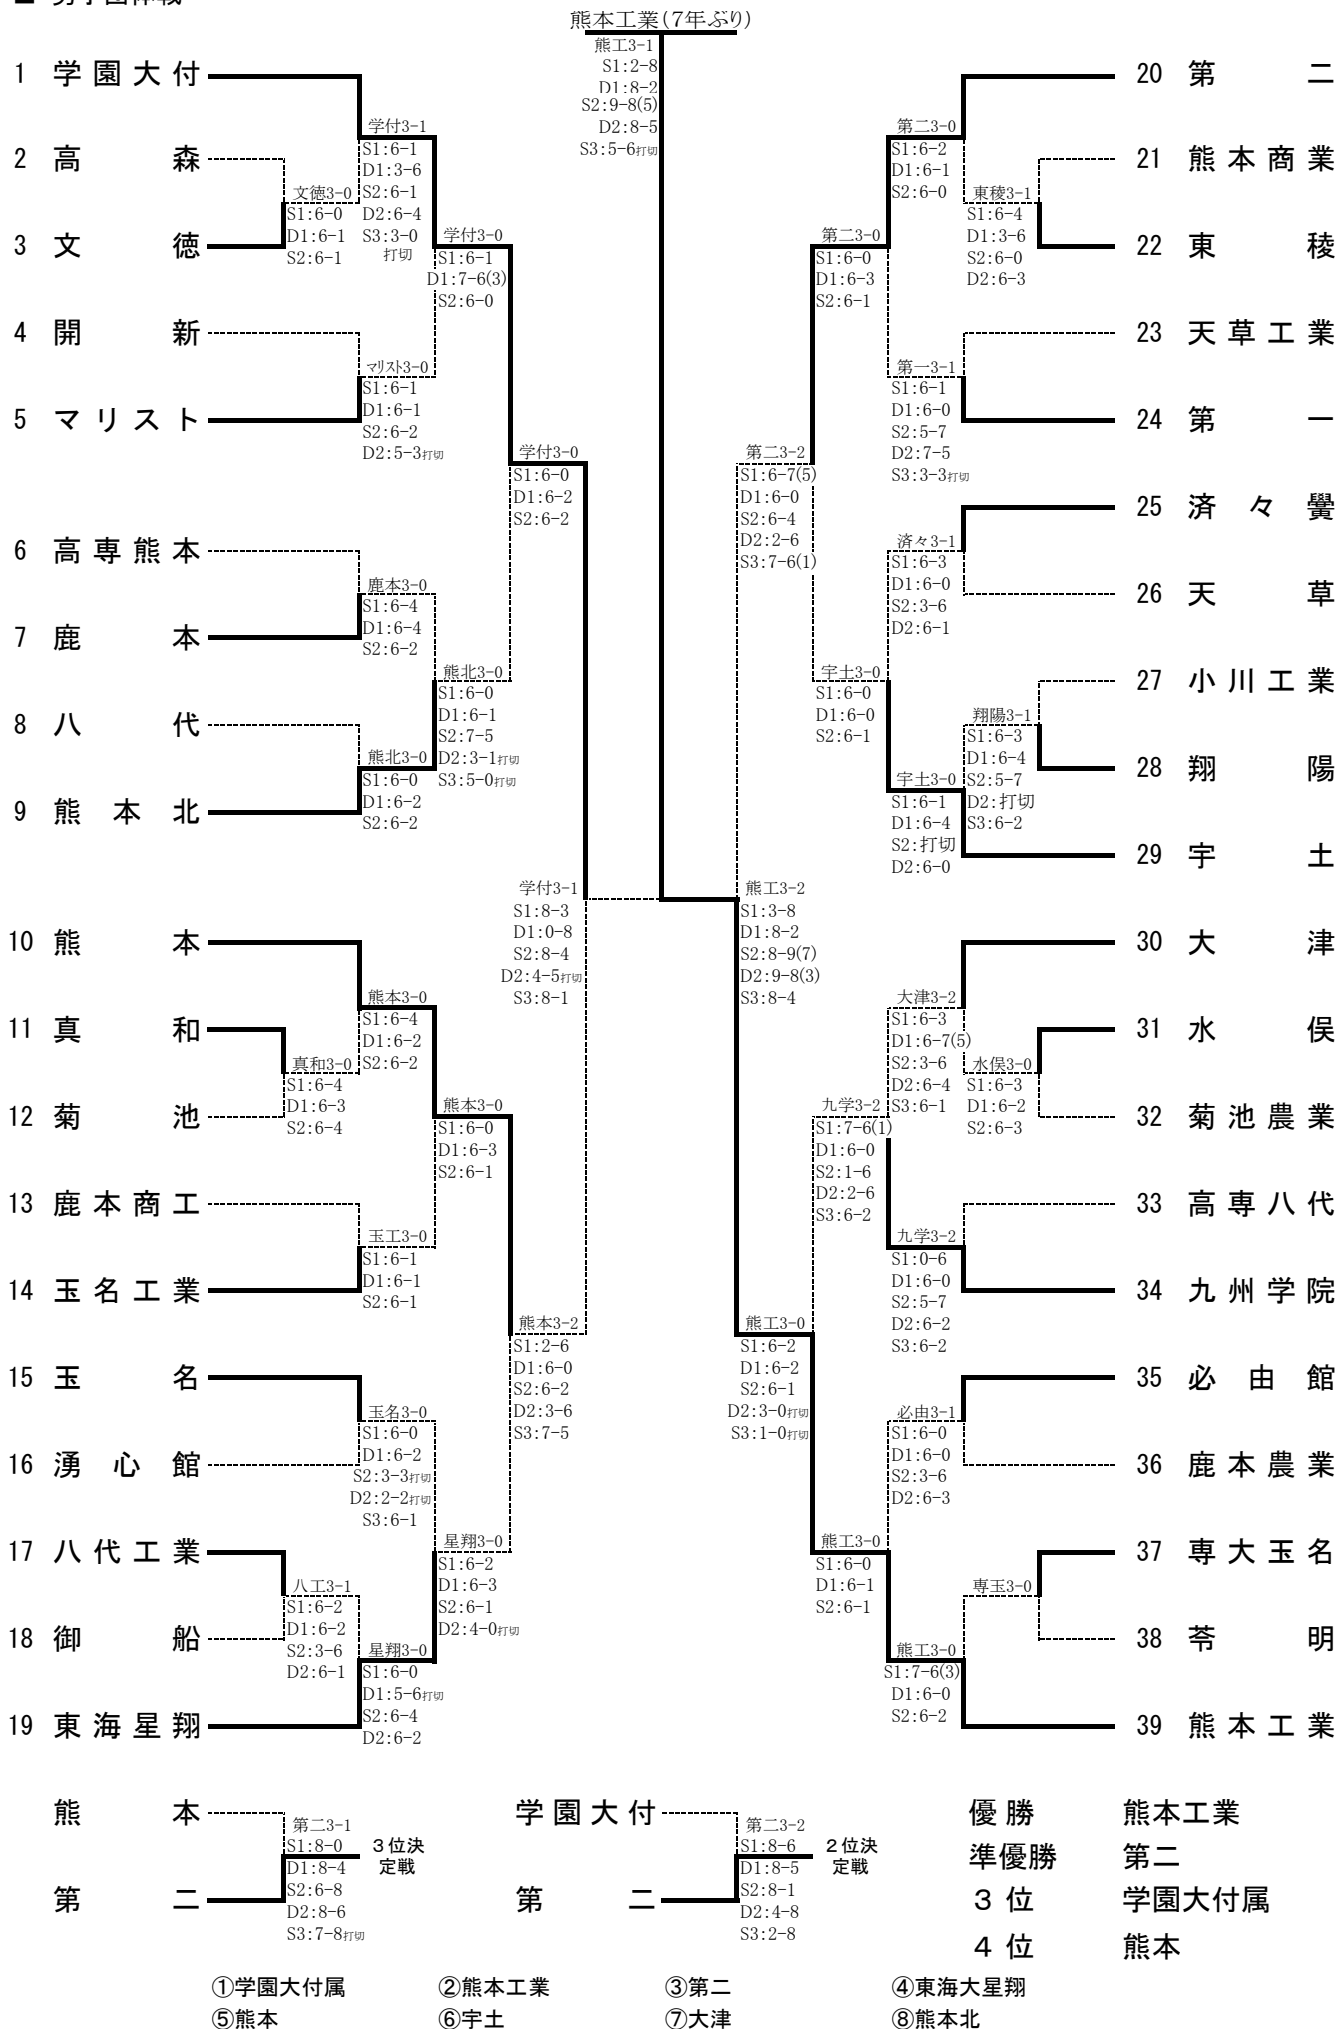 熊本工業(7年ぶり)
熊工3-1
S1:2-8
D1:8-2
S2:9-8(5)
D2:8-5
S3:5-6打切
1 学園大付
2 高森
3 文徳
4 開新
5 マリスト
6 高専熊本
7 鹿本
8 八代
9 熊本北
10 熊本
11 真和
12 菊池
13 鹿本商工
14 玉名工業
15 玉名
16 湧心館
17 八代工業
18 御船
19 東海星翔
学付3-1
S1:6-1
D1:3-6
S2:6-1
D2:6-4
S3:3-0
打切
文徳3-0
S1:6-0
D1:6-1
S2:6-1
学付3-0
S1:6-1
D1:7-6(3)
S2:6-0
マリスト3-0
S1:6-1
D1:6-1
S2:6-2
D2:5-3打切
学付3-0
S1:6-0
D1:6-2
S2:6-2
鹿本3-0
S1:6-4
D1:6-4
S2:6-2
熊北3-0
S1:6-0
D1:6-1
S2:7-5
D2:3-1打切
S3:5-0打切
熊北3-0
S1:6-0
D1:6-2
S2:6-2
学付3-1
S1:8-3
D1:0-8
S2:8-4
D2:4-5打切
S3:8-1
熊本3-0
S1:6-4
D1:6-2
S2:6-2
真和3-0
S1:6-4
D1:6-3
S2:6-4
熊本3-0
S1:6-0
D1:6-3
S2:6-1
玉工3-0
S1:6-1
D1:6-1
S2:6-1
熊本3-2
S1:2-6
D1:6-0
S2:6-2
D2:3-6
S3:7-5
玉名3-0
S1:6-0
D1:6-2
S2:3-3打切
D2:2-2打切
S3:6-1
星翔3-0
S1:6-2
D1:6-3
S2:6-1
D2:4-0打切
八工3-1
S1:6-2
D1:6-2
S2:3-6
D2:6-1
星翔3-0
S1:6-0
D1:5-6打切
S2:6-4
D2:6-2
20 第二
21 熊本商業
22 東稜
23 天草工業
24 第一
25 済々黌
26 天草
27 小川工業
28 翔陽
29 宇土
30 大津
31 水俣
32 菊池農業
33 高専八代
34 九州学院
35 必由館
36 鹿本農業
37 専大玉名
38 苓明
39 熊本工業
第二3-0
S1:6-2
D1:6-1
S2:6-0
東稜3-1
S1:6-4
D1:3-6
S2:6-0
D2:6-3
第二3-0
S1:6-0
D1:6-3
S2:6-1
第一3-1
S1:6-1
D1:6-0
S2:5-7
D2:7-5
S3:3-3打切
第二3-2
S1:6-7(5)
D1:6-0
S2:6-4
D2:2-6
S3:7-6(1)
済々3-1
S1:6-3
D1:6-0
S2:3-6
D2:6-1
宇土3-0
S1:6-0
D1:6-0
S2:6-1
翔陽3-1
S1:6-3
D1:6-4
S2:5-7
D2:打切
S3:6-2
宇土3-0
S1:6-1
D1:6-4
S2:打切
D2:6-0
熊工3-2
S1:3-8
D1:8-2
S2:8-9(7)
D2:9-8(3)
S3:8-4
大津3-2
S1:6-3
D1:6-7(5)
S2:3-6
D2:6-4
S3:6-1
水俣3-0
S1:6-3
D1:6-2
S2:6-3
九学3-2
S1:7-6(1)
D1:6-0
S2:1-6
D2:2-6
S3:6-2
九学3-2
S1:0-6
D1:6-0
S2:5-7
D2:6-2
S3:6-2
熊工3-0
S1:6-2
D1:6-2
S2:6-1
D2:3-0打切
S3:1-0打切
必由3-1
S1:6-0
D1:6-0
S2:3-6
D2:6-3
熊工3-0
S1:6-0
D1:6-1
S2:6-1
専玉3-0
熊工3-0
S1:7-6(3)
D1:6-0
S2:6-2
熊本
第二
第二3-1
S1:8-0
D1:8-4
S2:6-8
D2:8-6
S3:7-8打切
3位決
定戦
学園大付
第二
第二3-2
S1:8-6
D1:8-5
S2:8-1
D2:4-8
S3:2-8
2位決
定戦
優勝 熊本工業
準優勝 第二
3位 学園大付属
4位 熊本
①学園大付属 ②熊本工業 ③第二 ④東海大星翔
⑤熊本 ⑥宇土 ⑦大津 ⑧熊本北